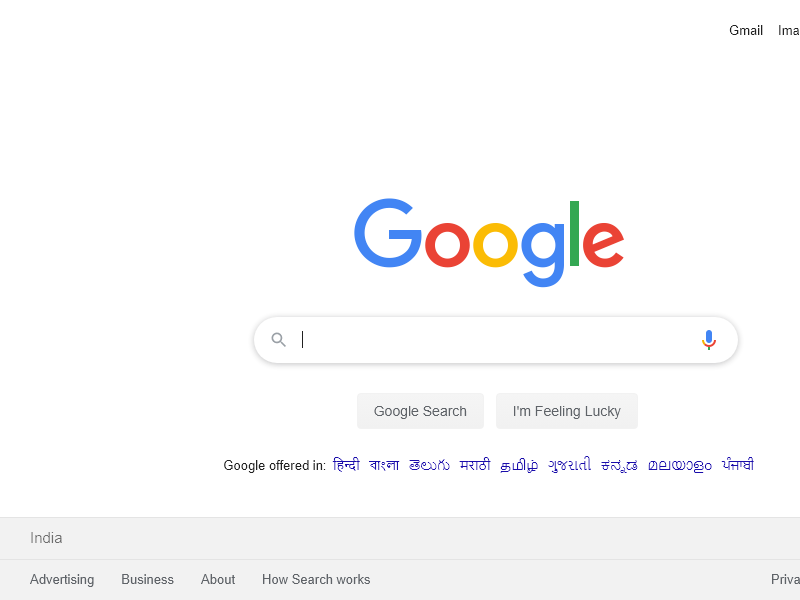 Gmail Ima
Google
Google Search I'm Feeling Lucky
Google offered in: हिन्दी বাংলা తెలుగు मराठी தமிழ் ગુજરાતી ಕನ್ನಡ മലയാളം ਪੰਜਾਬੀ
India
Advertising Business About How Search works Priva